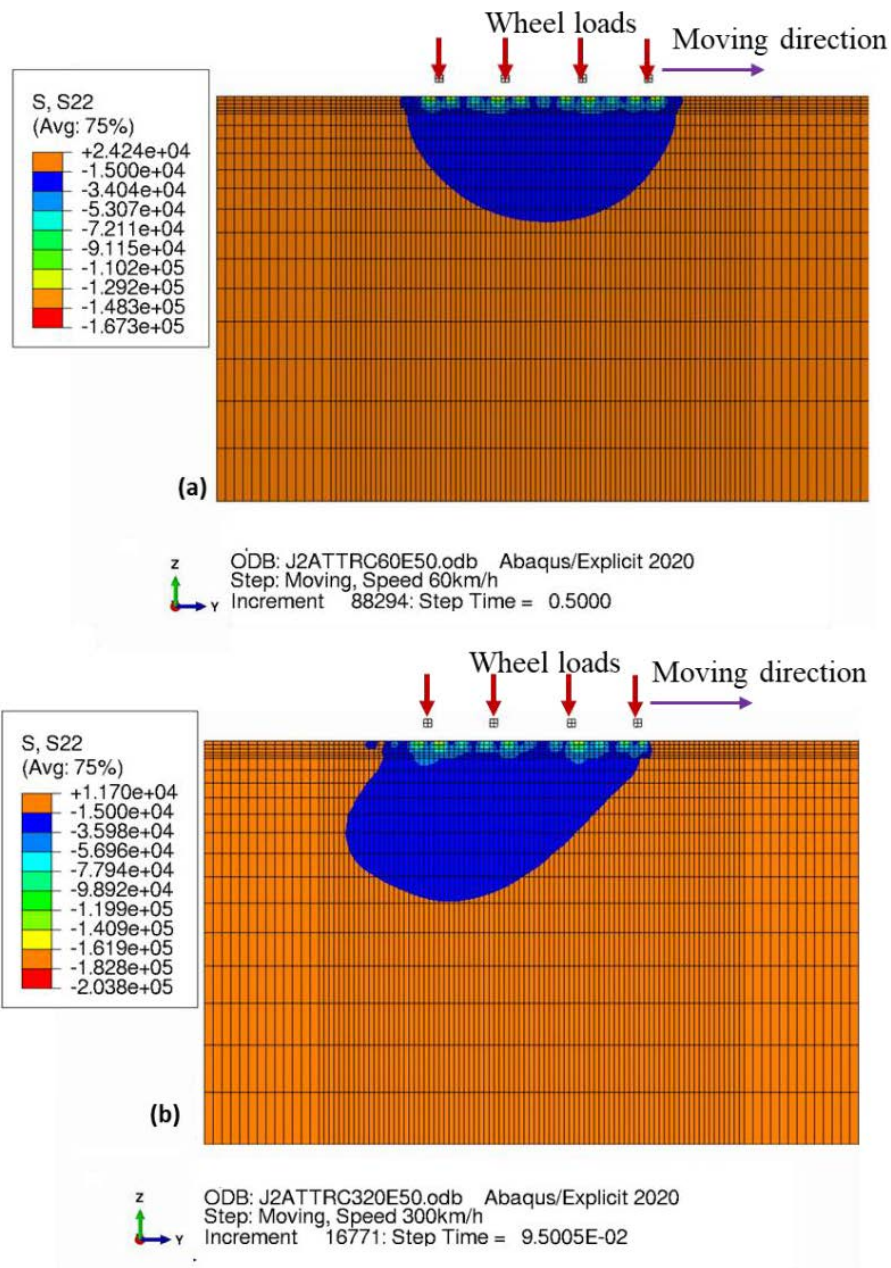 Wheel loads
Moving direction
S, S22
(Avg: 75%)
+2.424e+04
-1.500e+04
-3.404e+04
-5.307e+04
-7.211e+04
-9.115e+04
-1.102e+05
-1.292e+05
-1.483e+05
-1.673e+05
(a)
Z
Y
ODB: J2ATTRC60E50.odb Abaqus/Explicit 2020
Step: Moving, Speed 60km/h
Increment 88294: Step Time = 0.5000
Wheel loads
Moving direction
S, S22
(Avg: 75%)
+1.170e+04
-1.500e+04
-3.598e+04
-5.696e+04
-7.794e+04
-9.892e+04
-1.199e+05
-1.409e+05
-1.619e+05
-1.828e+05
-2.038e+05
(b)
Z
Y
ODB: J2ATTRC320E50.odb Abaqus/Explicit 2020
Step: Moving, Speed 300km/h
Increment 16771: Step Time = 9.5005E-02